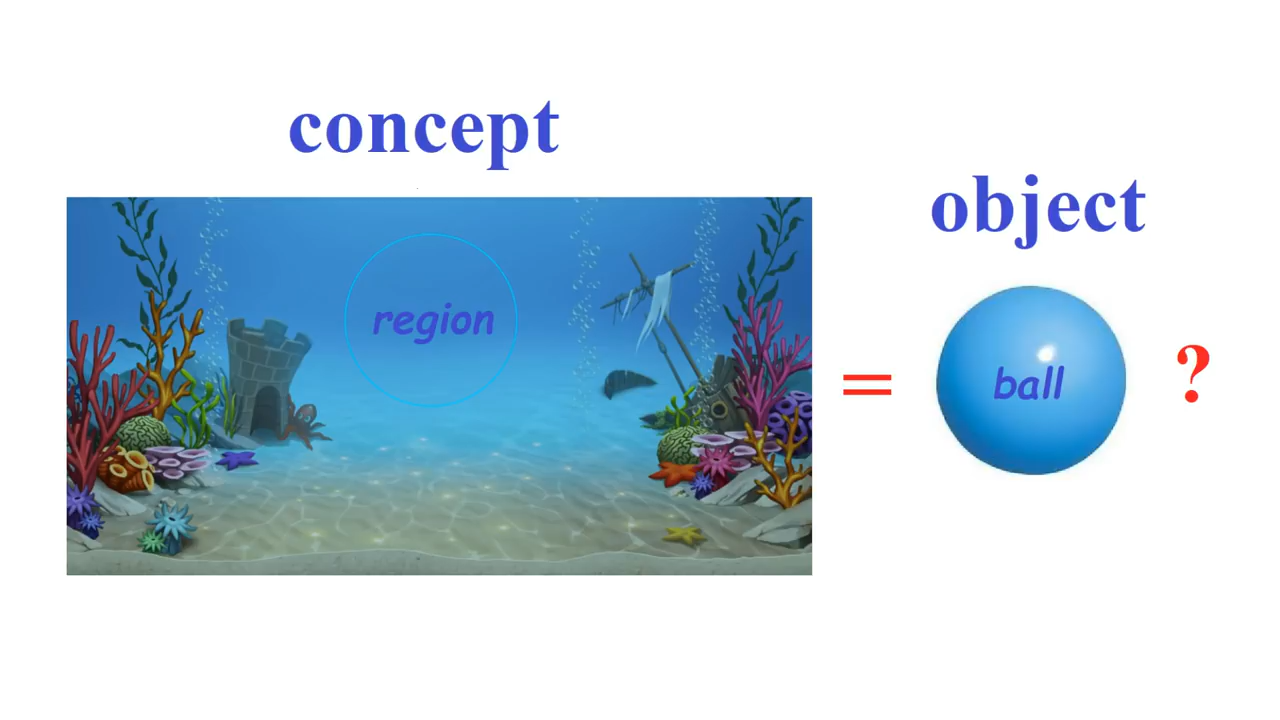 concept
object
region
= ball ?